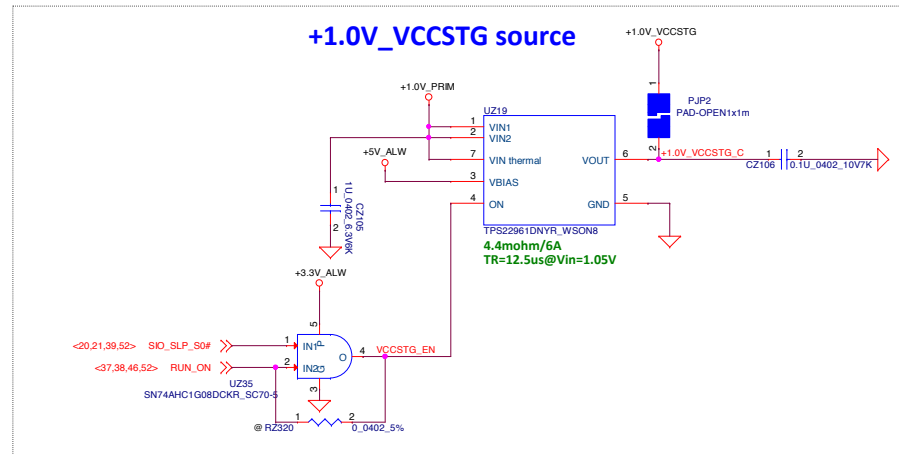 +1.0V_VCCSTG source
+1.0V_VCCSTG
+1.0V_PRIM
1
PJP2
PAD-OPEN1x1m
2
UZ19
1 VIN1
2 VIN2
7 VIN thermal VOUT 6
+1.0V_VCCSTG_C
1 2
CZ106 0.1U_0402_10V7K
+5V_ALW
3 VBIAS
4 ON
GND 5
TPS22961DNYR_WSON8
4.4mohm/6A
TR=12.5us@Vin=1.05V
1
2
CZ105
1U_0402_6.3V6K
+3.3V_ALW
5
<20,21,39,52> SIO_SLP_S0# 1 IN1 P
O 4 VCCSTG_EN
<37,38,46,52> RUN_ON 2 IN2 G
UZ35
3
SN74AHC1G08DCKR_SC70-5
1 2
@ RZ320 0_0402_5%